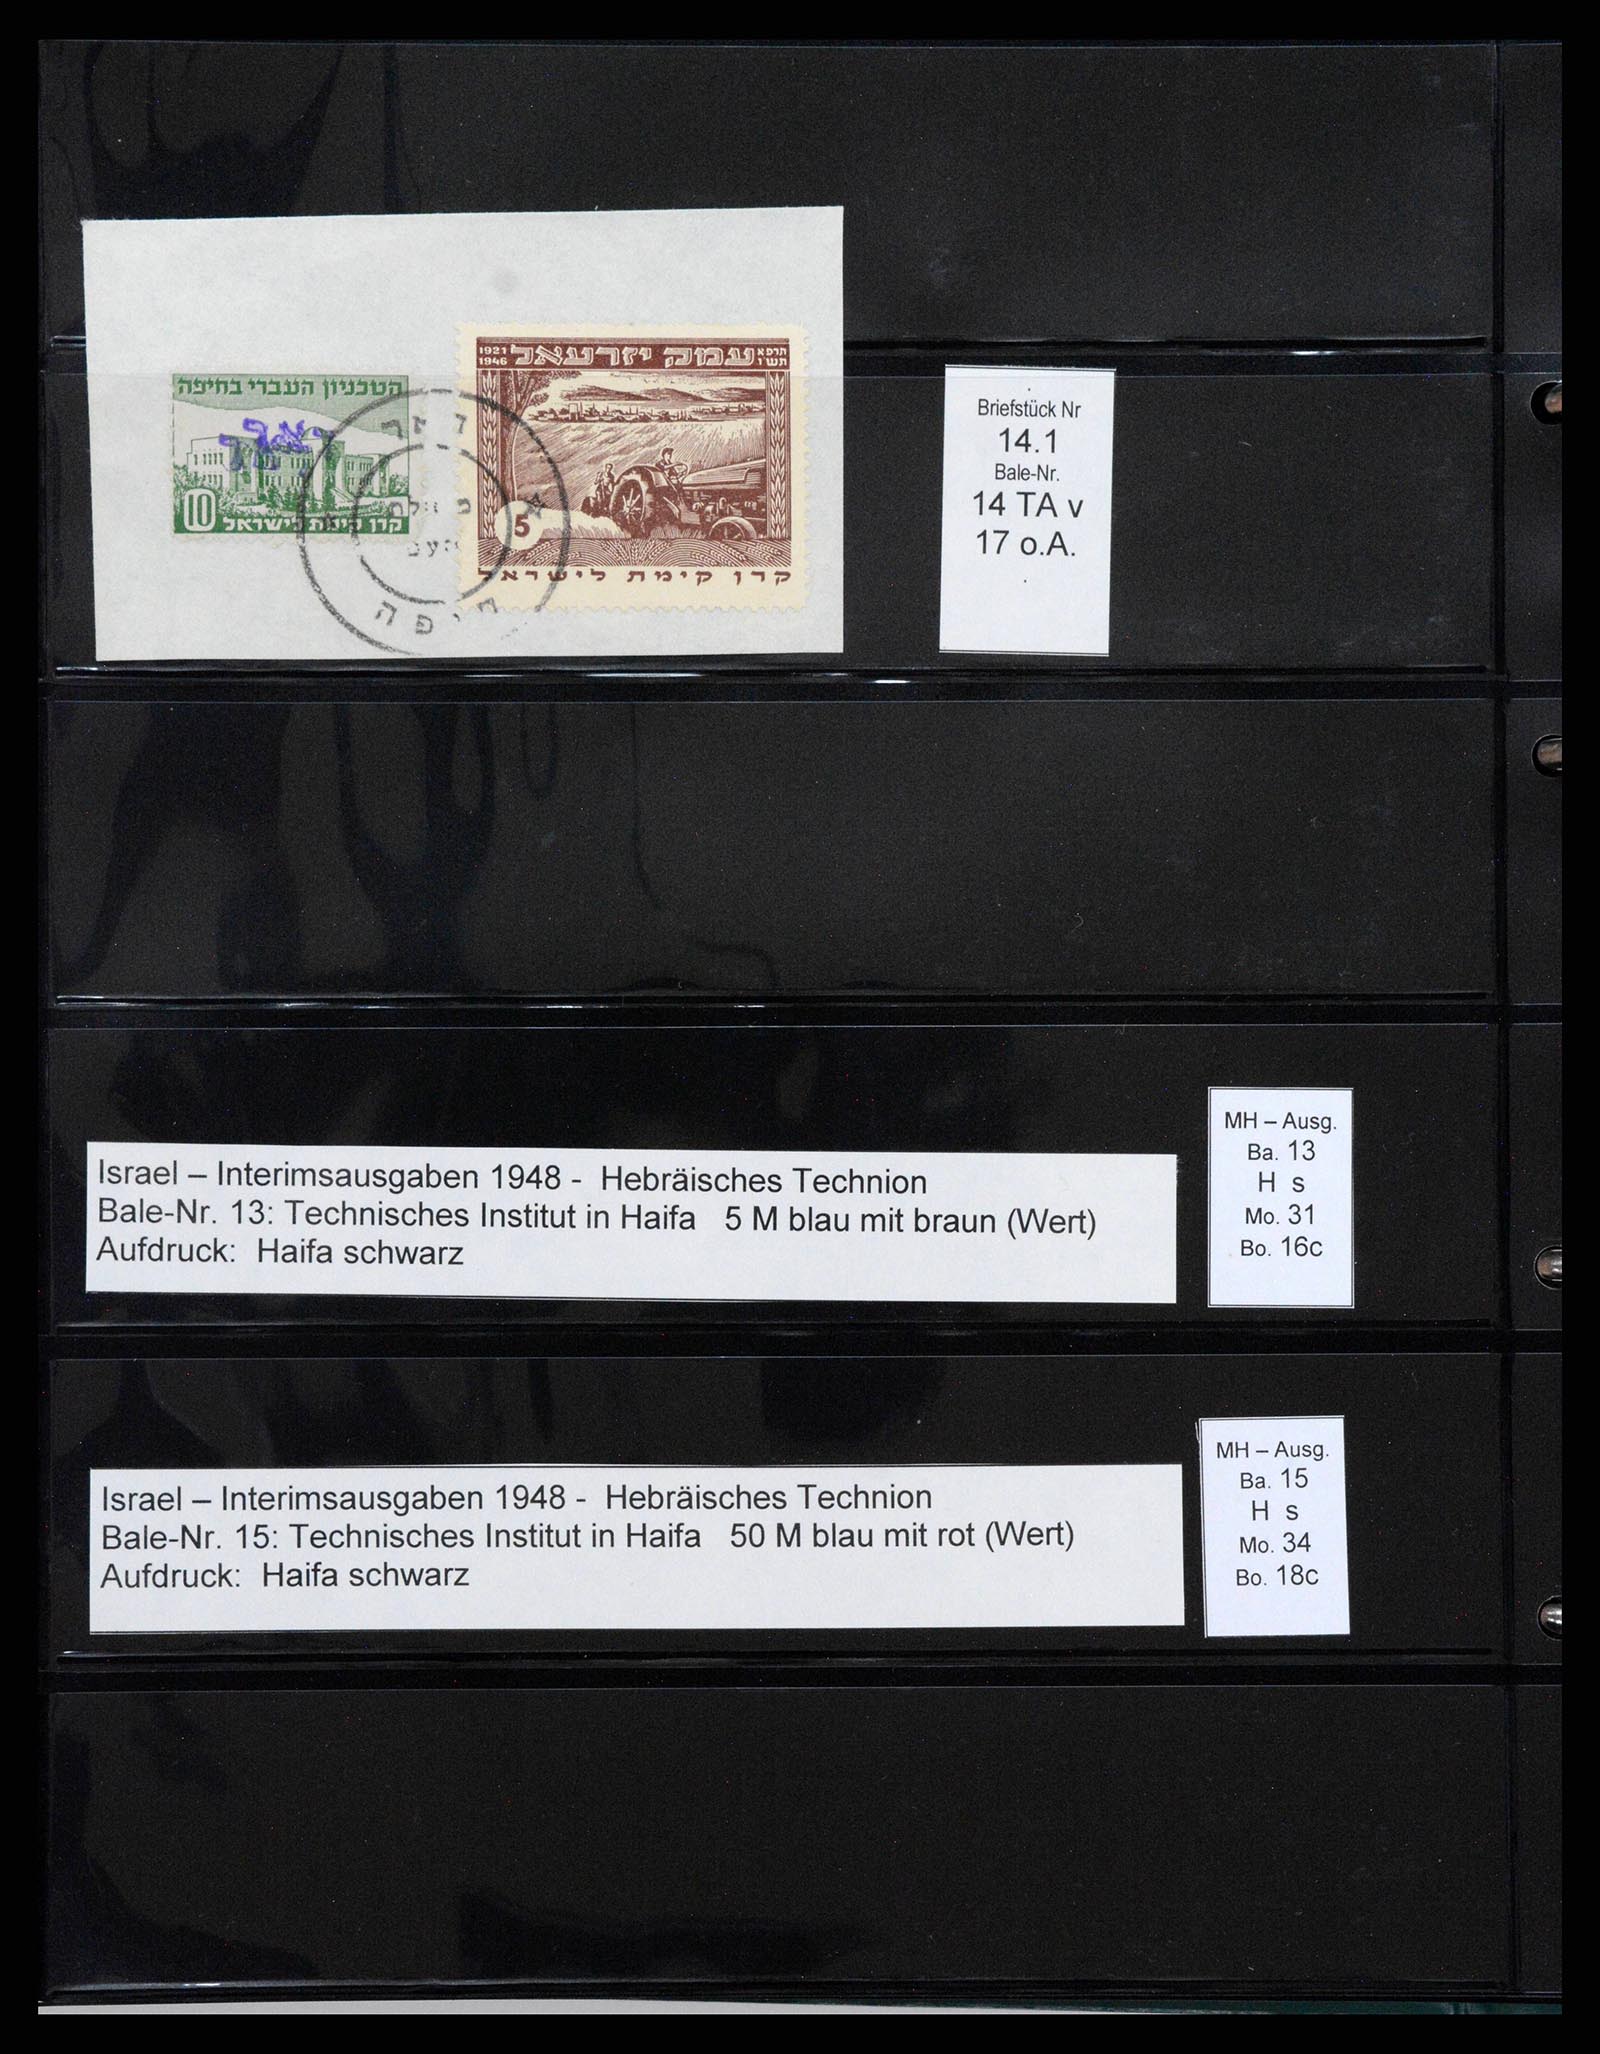 הטכניון העברי בחיפה
דאר
10
קרן קימת לישראל
1921
1946
עמק יזרעאל
תרפא
תשו
5
קרן קימת לישראל
דאר
חיפה
Briefstück Nr
14.1
Bale-Nr.
14 TA v
17 o.A.
Israel – Interimsausgaben 1948 - Hebräisches Technion
Bale-Nr. 13: Technisches Institut in Haifa 5 M blau mit braun (Wert)
Aufdruck: Haifa schwarz
MH – Ausg.
Ba. 13
H s
Mo. 31
Bo. 16c
Israel – Interimsausgaben 1948 - Hebräisches Technion
Bale-Nr. 15: Technisches Institut in Haifa 50 M blau mit rot (Wert)
Aufdruck: Haifa schwarz
MH – Ausg.
Ba. 15
H s
Mo. 34
Bo. 18c